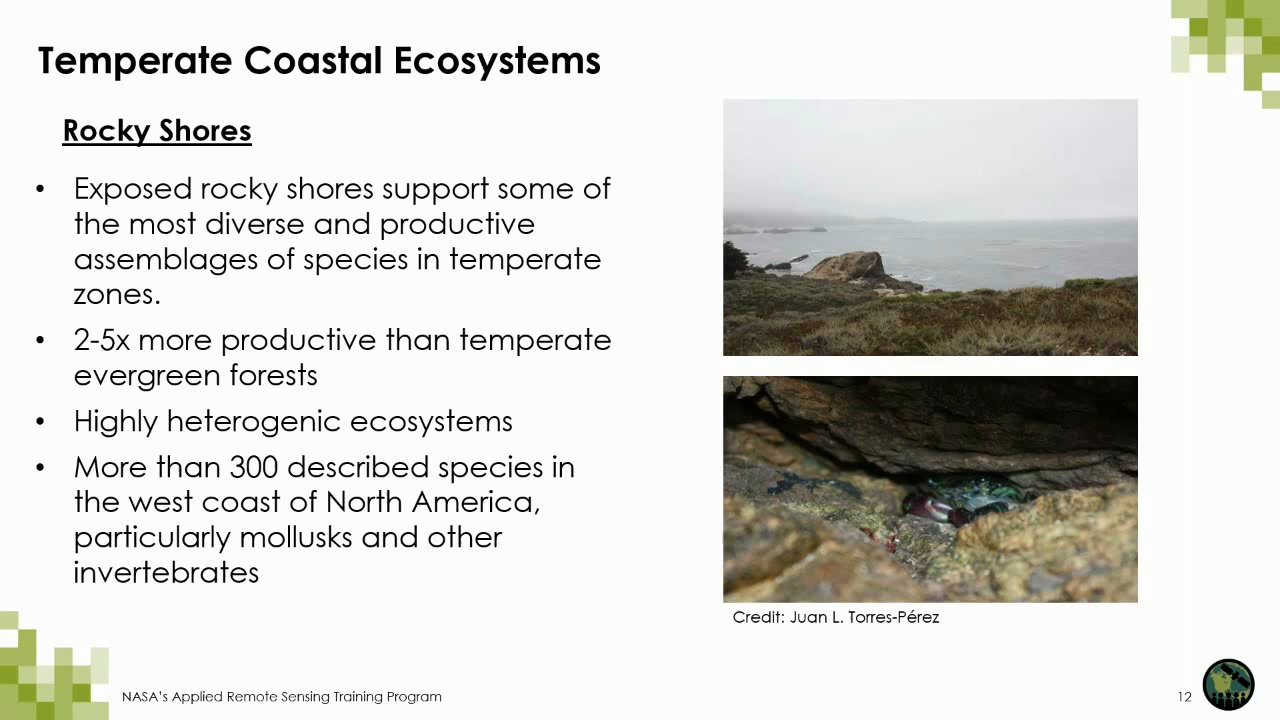 Temperate Coastal Ecosystems
Rocky Shores
• Exposed rocky shores support some of
the most diverse and productive
assemblages of species in temperate
zones.
• 2-5x more productive than temperate
evergreen forests
• Highly heterogenic ecosystems
• More than 300 described species in
the west coast of North America,
particularly mollusks and other
invertebrates
Credit: Juan L. Torres-Pérez
NASA's Applied Remote Sensing Training Program
12